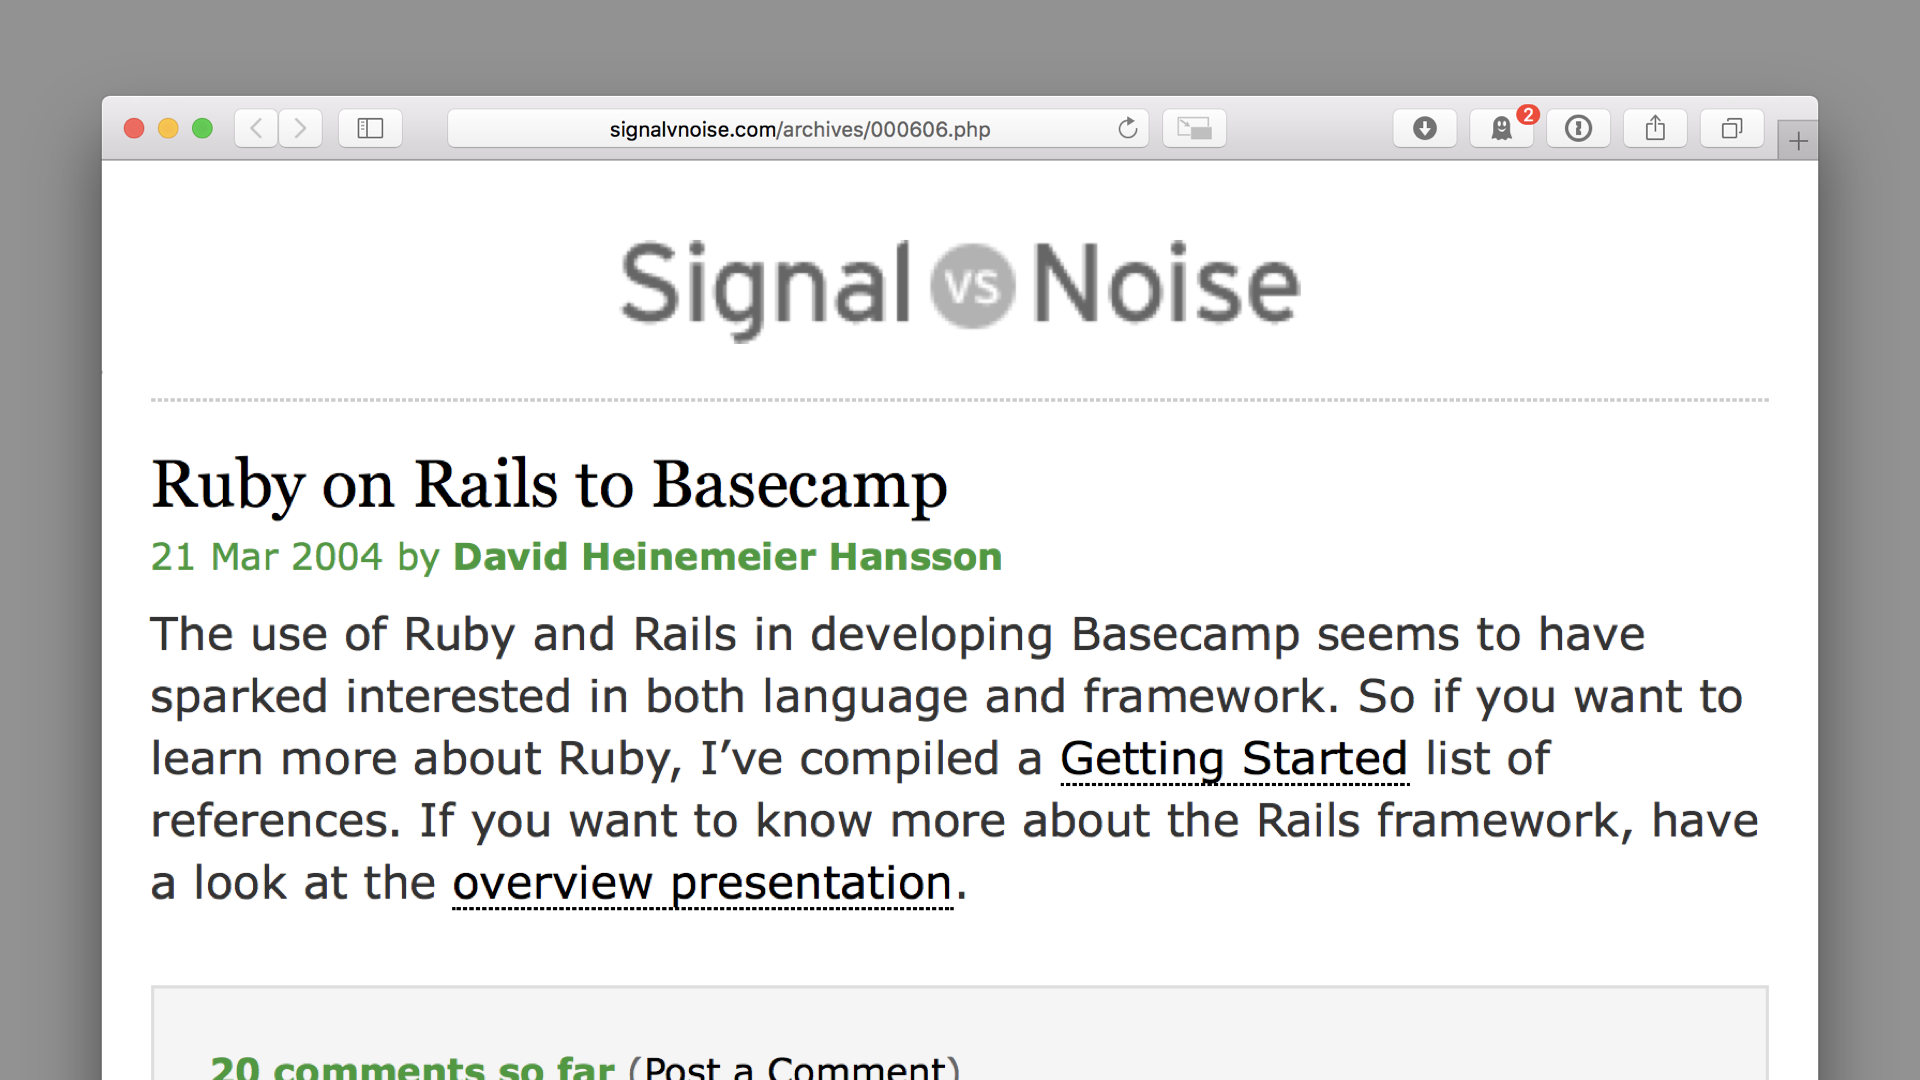 signalvnoise.com/archives/000606.php
2
Signal vs Noise
Ruby on Rails to Basecamp
21 Mar 2004 by David Heinemeier Hansson
The use of Ruby and Rails in developing Basecamp seems to have
sparked interested in both language and framework. So if you want to
learn more about Ruby, I’ve compiled a Getting Started list of
references. If you want to know more about the Rails framework, have
a look at the overview presentation.
20 comments so far (Post a Comment)